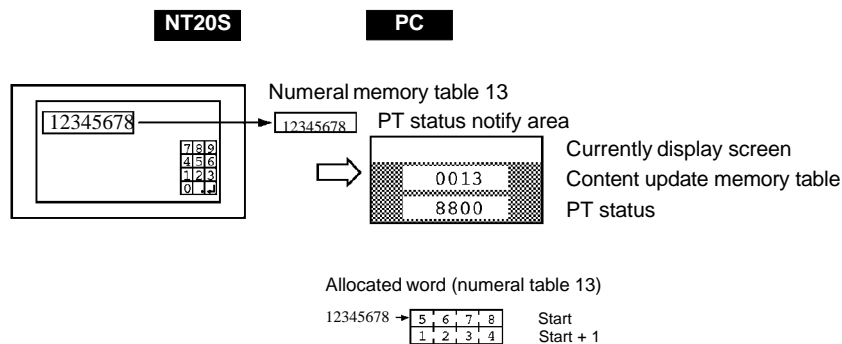 NT20S PC
Numeral memory table 13
12345678 12345678 PT status notify area
Currently display screen
7 8 9
4 5 6
1 2 3
0 . ↵
0013 Content update memory table
8800 PT status
Allocated word (numeral table 13)
12345678 5 6 7 8 Start
1 2 3 4 Start + 1